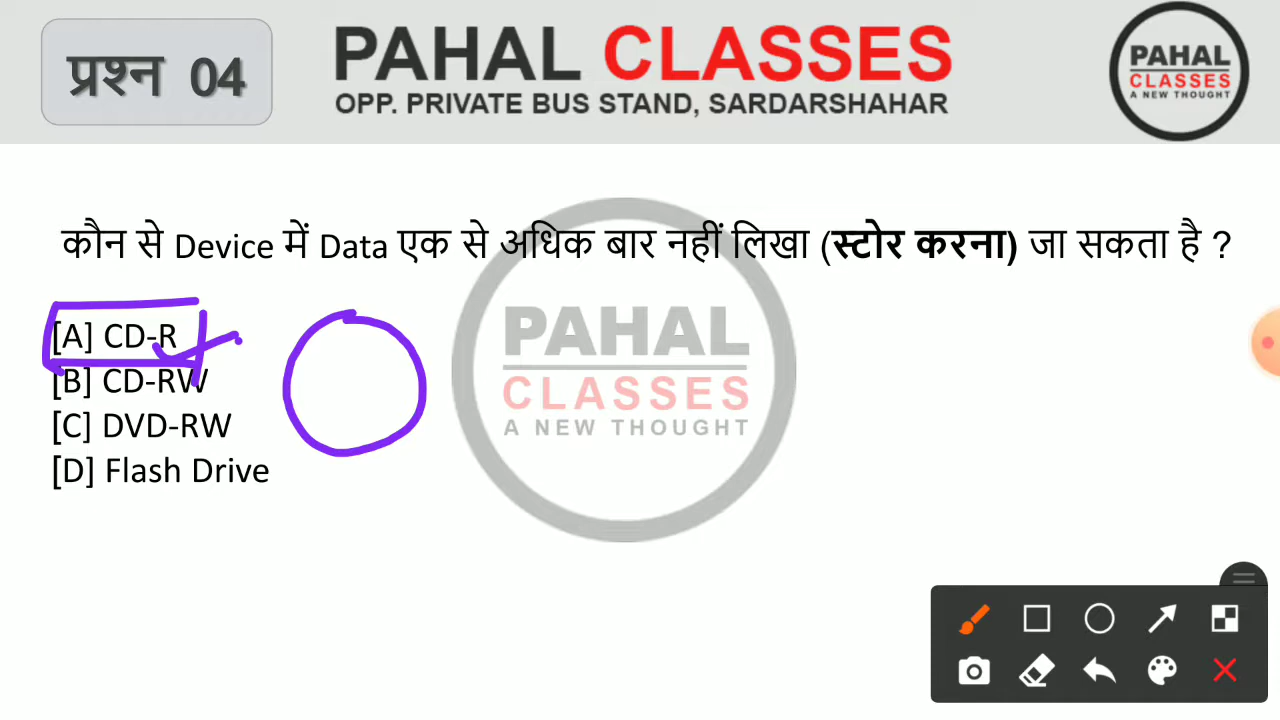 प्रश्न 04
PAHAL CLASSES
OPP. PRIVATE BUS STAND, SARDARSHAHAR
PAHAL
CLASSES
A NEW THOUGHT
कौन से Device में Data एक से अधिक बार नहीं लिखा (स्टोर करना) जा सकता है ?
[A] CD-R
[B] CD-RW
[C] DVD-RW
[D] Flash Drive
PAHAL
CLASSES
A NEW THOUGHT